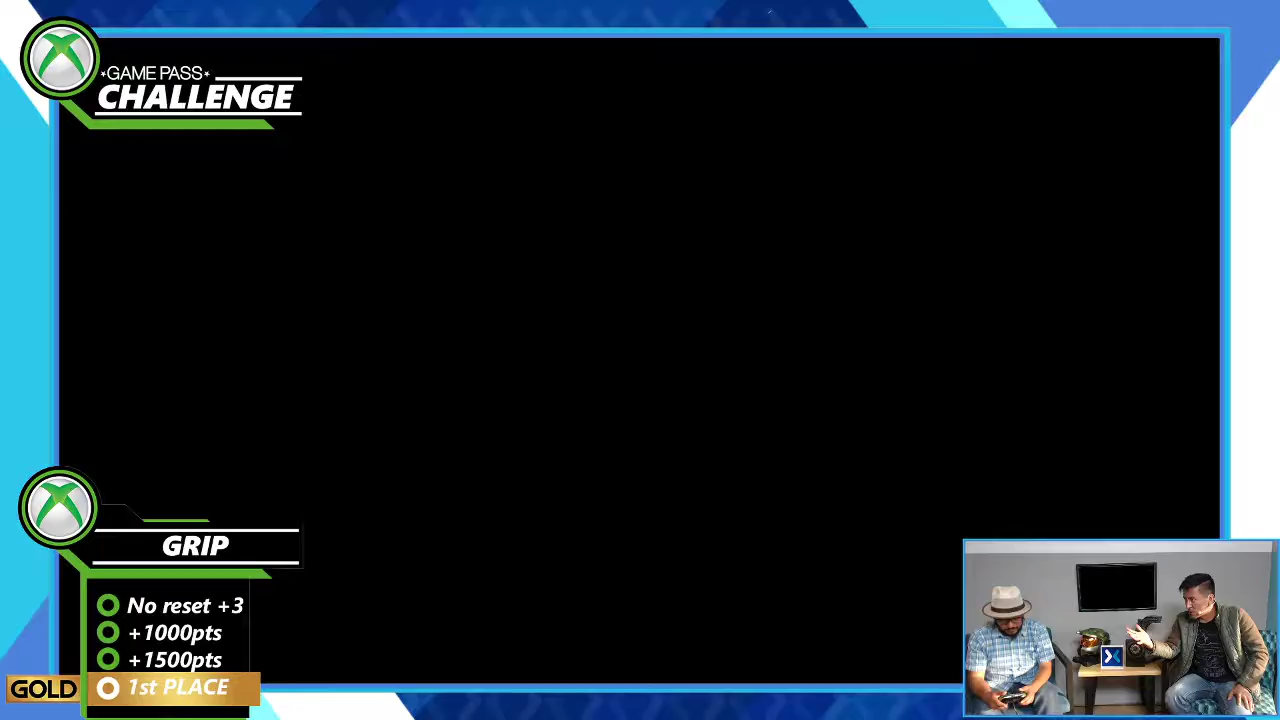 *GAME PASS*
CHALLENGE
GRIP
No reset +3
+1000pts
+1500pts
GOLD
1st PLACE